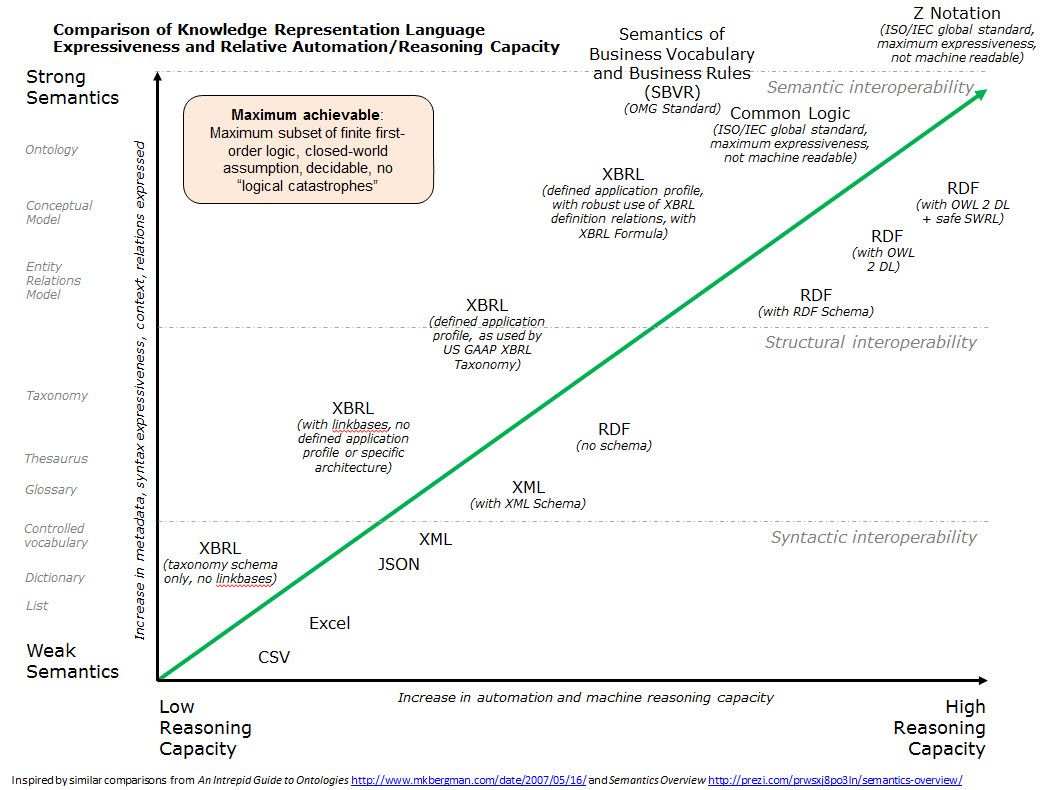 Comparison of Knowledge Representation Language
Expressiveness and Relative Automation/Reasoning Capacity
Z Notation
(ISO/IEC global standard,
maximum expressiveness,
not machine readable)
Semantics of
Business Vocabulary
and Business Rules
(SBVR)
(OMG Standard)
Strong
Semantics
Semantic interoperability
Maximum achievable:
Maximum subset of finite first-
order logic, closed-world
assumption, decidable, no
“logical catastrophes”
Common Logic
(ISO/IEC global standard,
maximum expressiveness,
not machine readable)
Ontology
Conceptual
Model
Entity
Relations
Model
Taxonomy
Thesaurus
Glossary
Controlled
vocabulary
Dictionary
List
Increase in metadata, syntax expressiveness, context, relations expressed
XBRL
(defined application profile,
with robust use of XBRL
definition relations, with
XBRL Formula)
RDF
(with OWL 2 DL
+ safe SWRL)
RDF
(with OWL
2 DL)
RDF
(with RDF Schema)
XBRL
(defined application
profile, as used by
US GAAP XBRL
Taxonomy)
Structural interoperability
XBRL
(with linkbases, no
defined application
profile or specific
architecture)
RDF
(no schema)
XML
(with XML Schema)
Syntactic interoperability
XBRL
(taxonomy schema
only, no linkbases)
XML
JSON
Excel
CSV
Weak
Semantics
Increase in automation and machine reasoning capacity
Low
Reasoning
Capacity
High
Reasoning
Capacity
Inspired by similar comparisons from An Intrepid Guide to Ontologies http://www.mkbergman.com/date/2007/05/16/ and Semantics Overview http://prezi.com/prwsxj8po3ln/semantics-overview/